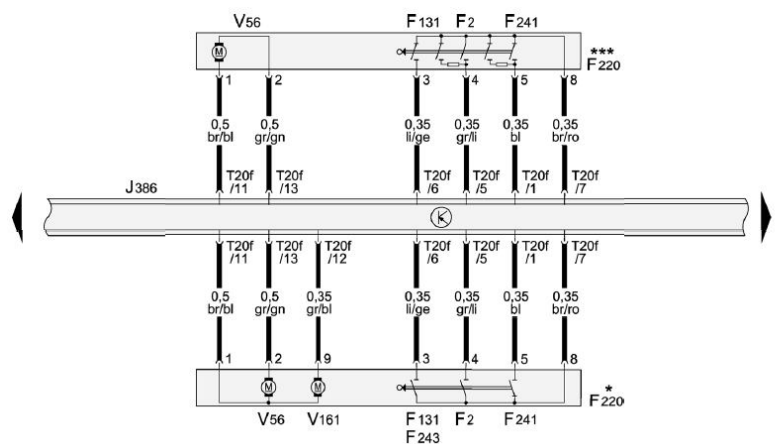 V56 F131 F2 F241
M
***
F220
1 2 3 4 5 8
0,5 0,5 0,35 0,35 0,35 0,35
br/bl gr/gn li/ge gr/li bl br/ro
J386 T20f T20f T20f T20f T20f T20f
/11 /13 /6 /5 /1 /7
K
T20f T20f T20f T20f T20f T20f T20f
/11 /13 /12 /6 /5 /1 /7
0,5 0,5 0,35 0,35 0,35 0,35 0,35
br/bl gr/gn gr/bl li/ge gr/li bl br/ro
1 2 9 3 4 5 8
M M
*
F220
V56 V161 F131 F2 F241
F243